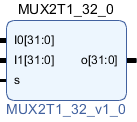 MUX2T1_32_0
I0[31:0]
I1[31:0] o[31:0]
s
MUX2T1_32_v1_0